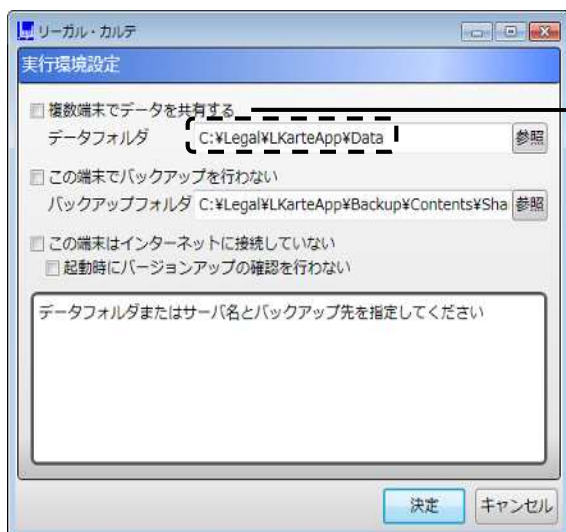 リーガル・カルテ
実行環境設定
複数端末でデータを共有する
データフォルダ C:¥Legal¥LKarteApp¥Data 参照
この端末でバックアップを行わない
バックアップフォルダ C:¥Legal¥LKarteApp¥Backup¥Contents¥Sha 参照
この端末はインターネットに接続していない
起動時にバージョンアップの確認を行わない
データフォルダまたはサーバ名とバックアップ先を指定してください
決定 キャンセル